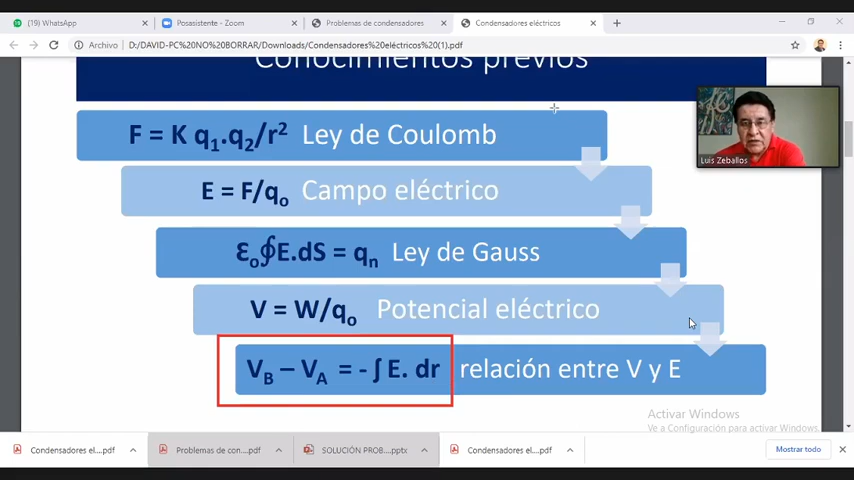 (19) WhatsApp
Posasistente - Zoom
Problemas de condensadores
Condensadores eléctricos
Archivo | D:/DAVID-PC%20NO%20BORRAR/Downloads/Condensadores%20eléctricos%20(1).pdf
Conocimientos previos
F = K q₁.q₂/r² Ley de Coulomb
Luis Zeballos
E = F/qₒ Campo eléctrico
Ɛₒ∮E.dS = qₙ Ley de Gauss
V = W/qₒ Potencial eléctrico
V_B – V_A = - ∫ E. dr relación entre V y E
Activar Windows
Ve a Configuración para activar Windows.
Condensadores el....pdf
Problemas de con....pdf
SOLUCIÓN PROB....pptx
Condensadores el....pdf
Mostrar todo